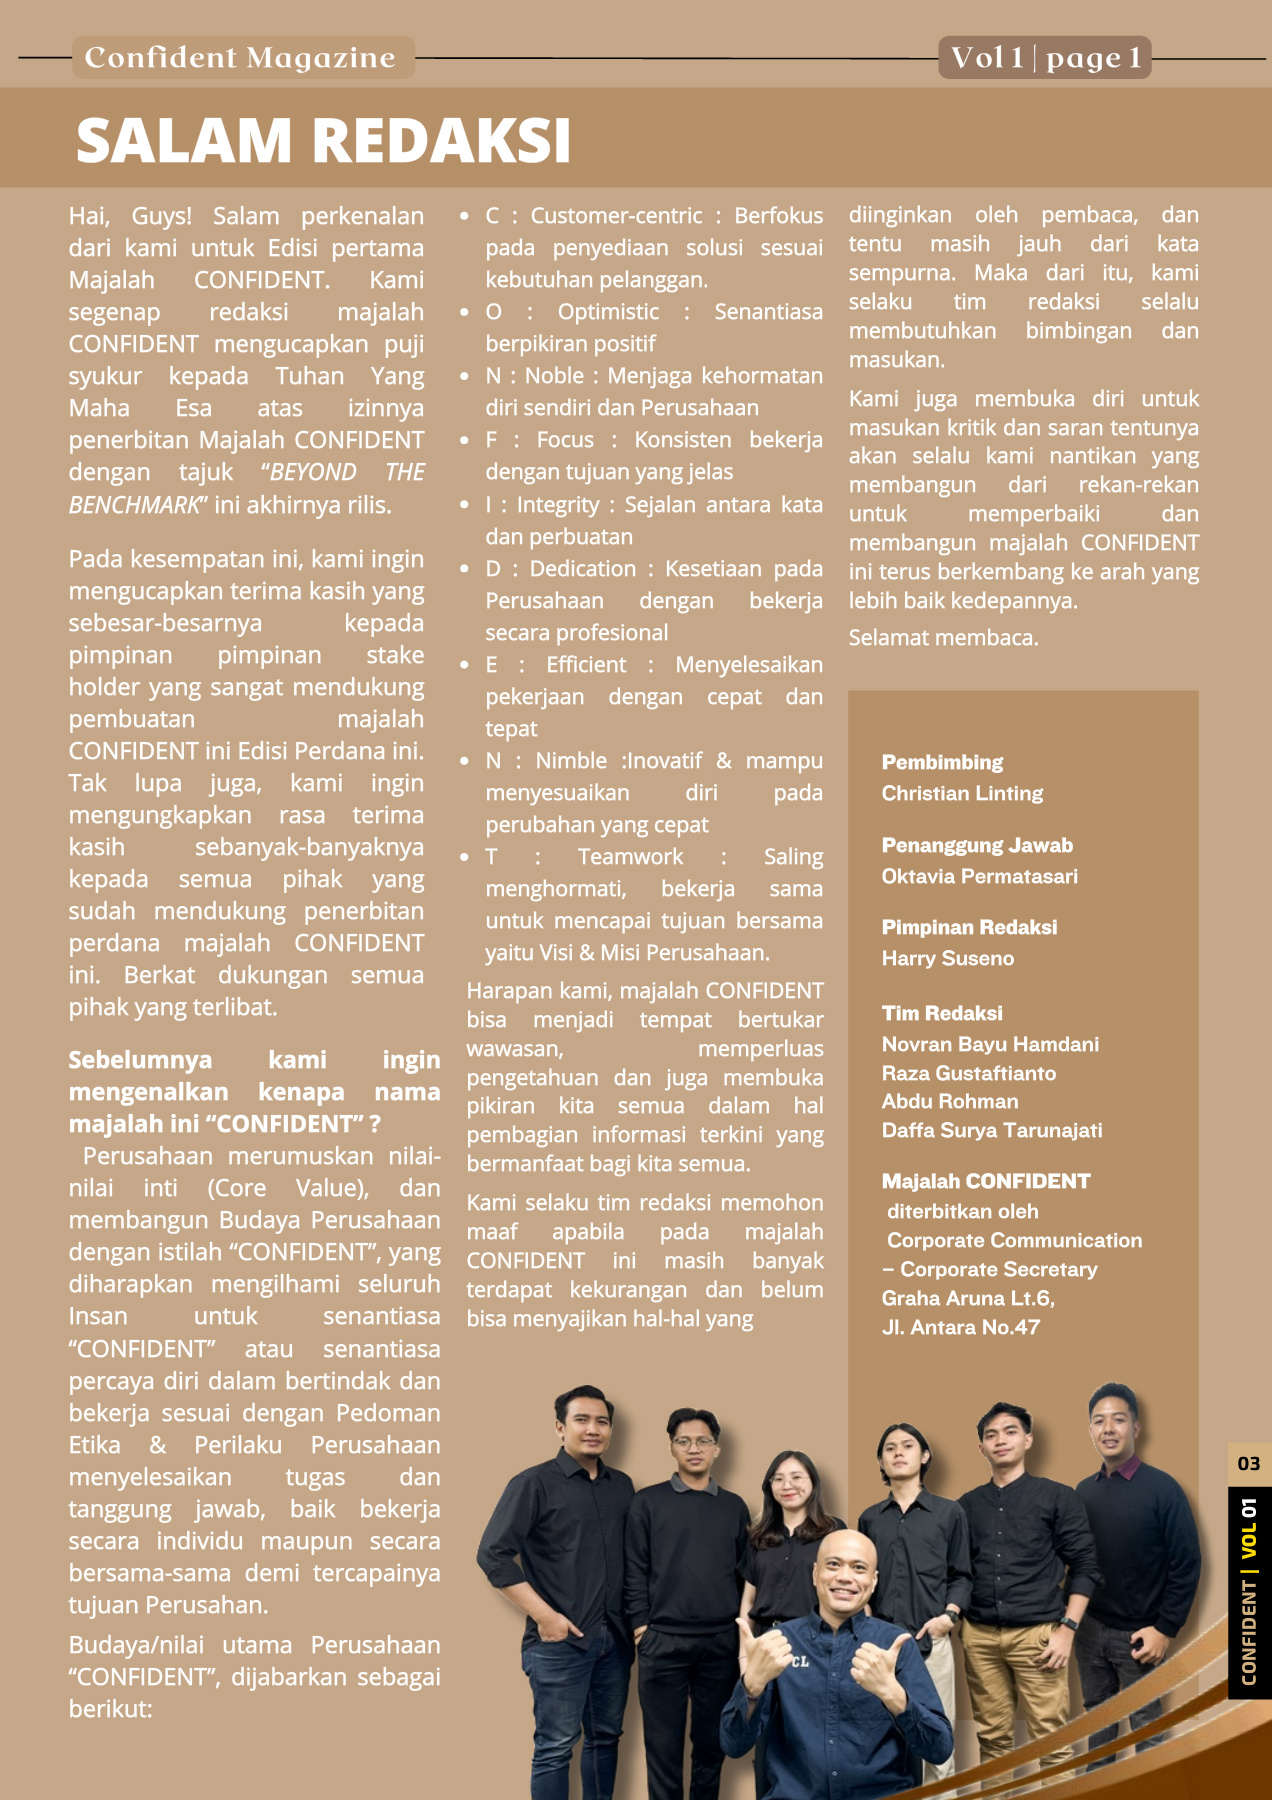 Confident Magazine
Vol 1 | page 1
SALAM REDAKSI
Hai, Guys! Salam perkenalan
dari kami untuk Edisi pertama
Majalah CONFIDENT. Kami
segenap redaksi majalah
CONFIDENT mengucapkan puji
syukur kepada Tuhan Yang
Maha Esa atas izinnya
penerbitan Majalah CONFIDENT
dengan tajuk “BEYOND THE
BENCHMARK” ini akhirnya rilis.
Pada kesempatan ini, kami ingin
mengucapkan terima kasih yang
sebesar-besarnya kepada
pimpinan pimpinan stake
holder yang sangat mendukung
pembuatan majalah
CONFIDENT ini Edisi Perdana ini.
Tak lupa juga, kami ingin
mengungkapkan rasa terima
kasih sebanyak-banyaknya
kepada semua pihak yang
sudah mendukung penerbitan
perdana majalah CONFIDENT
ini. Berkat dukungan semua
pihak yang terlibat.
Sebelumnya kami ingin
mengenalkan kenapa nama
majalah ini “CONFIDENT” ?
Perusahaan merumuskan nilai-
nilai inti (Core Value), dan
membangun Budaya Perusahaan
dengan istilah “CONFIDENT”, yang
diharapkan mengilhami seluruh
Insan untuk senantiasa
“CONFIDENT” atau senantiasa
percaya diri dalam bertindak dan
bekerja sesuai dengan Pedoman
Etika & Perilaku Perusahaan
menyelesaikan tugas dan
tanggung jawab, baik bekerja
secara individu maupun secara
bersama-sama demi tercapainya
tujuan Perusahan.
Budaya/nilai utama Perusahaan
“CONFIDENT”, dijabarkan sebagai
berikut:
• C : Customer-centric : Berfokus
pada penyediaan solusi sesuai
kebutuhan pelanggan.
• O : Optimistic : Senantiasa
berpikiran positif
• N : Noble : Menjaga kehormatan
diri sendiri dan Perusahaan
• F : Focus : Konsisten bekerja
dengan tujuan yang jelas
• I : Integrity : Sejalan antara kata
dan perbuatan
• D : Dedication : Kesetiaan pada
Perusahaan dengan bekerja
secara profesional
• E : Efficient : Menyelesaikan
pekerjaan dengan cepat dan
tepat
• N : Nimble :Inovatif & mampu
menyesuaikan diri pada
perubahan yang cepat
• T : Teamwork : Saling
menghormati, bekerja sama
untuk mencapai tujuan bersama
yaitu Visi & Misi Perusahaan.
Harapan kami, majalah CONFIDENT
bisa menjadi tempat bertukar
wawasan, memperluas
pengetahuan dan juga membuka
pikiran kita semua dalam hal
pembagian informasi terkini yang
bermanfaat bagi kita semua.
Kami selaku tim redaksi memohon
maaf apabila pada majalah
CONFIDENT ini masih banyak
terdapat kekurangan dan belum
bisa menyajikan hal-hal yang
diinginkan oleh pembaca, dan
tentu masih jauh dari kata
sempurna. Maka dari itu, kami
selaku tim redaksi selalu
membutuhkan bimbingan dan
masukan.
Kami juga membuka diri untuk
masukan kritik dan saran tentunya
akan selalu kami nantikan yang
membangun dari rekan-rekan
untuk memperbaiki dan
membangun majalah CONFIDENT
ini terus berkembang ke arah yang
lebih baik kedepannya.
Selamat membaca.
Pembimbing
Christian Linting
Penanggung Jawab
Oktavia Permatasari
Pimpinan Redaksi
Harry Suseno
Tim Redaksi
Novran Bayu Hamdani
Raza Gustaftianto
Abdu Rohman
Daffa Surya Tarunajati
Majalah CONFIDENT
diterbitkan oleh
Corporate Communication
– Corporate Secretary
Graha Aruna Lt.6,
Jl. Antara No.47
CL
03
CONFIDENT | VOL 01